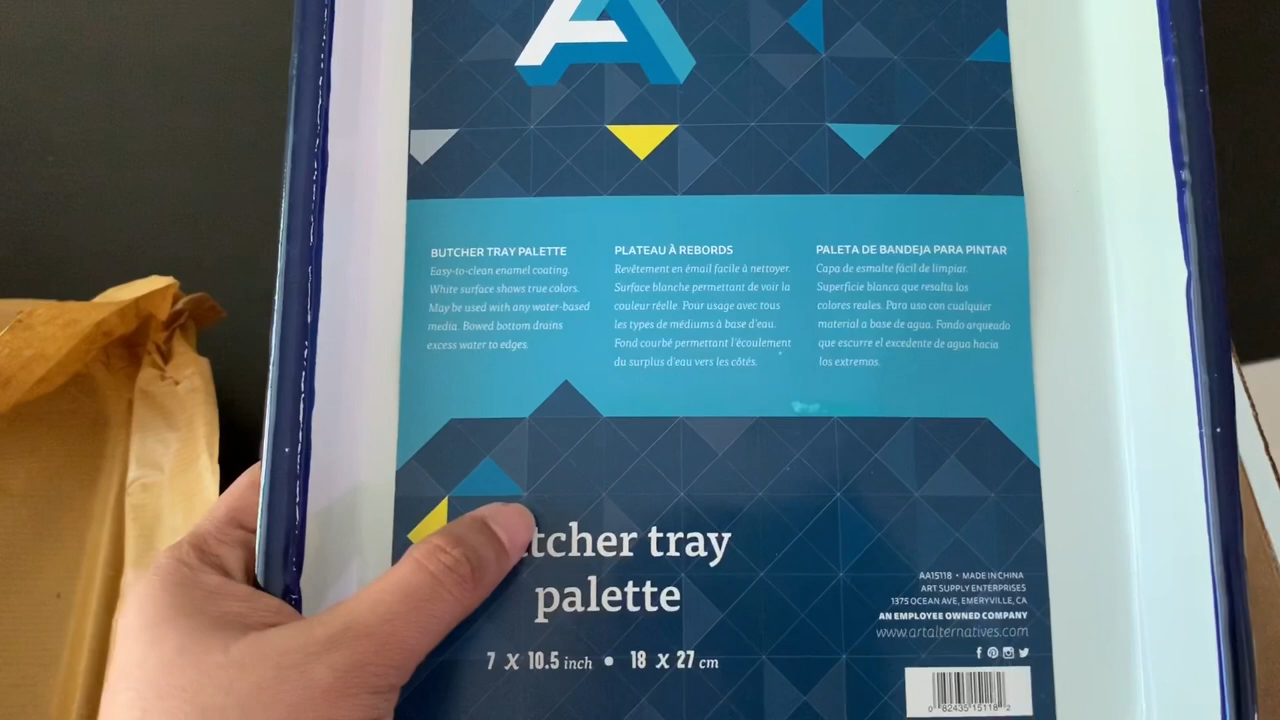 A
BUTCHER TRAY PALETTE
Easy-to-clean enamel coating.
White surface shows true colors.
May be used with any water-based
media. Bowed bottom drains
excess water to edges.
PLATEAU À REBORDS
Revêtement en émail facile à nettoyer.
Surface blanche permettant de voir la
couleur réelle. Pour usage avec tous
les types de médiums à base d'eau.
Fond courbé permettant l'écoulement
du surplus d'eau vers les côtés.
PALETA DE BANDEJA PARA PINTAR
Capa de esmalte fácil de limpiar.
Superficie blanca que resalta los
colores reales. Para uso con cualquier
material a base de agua. Fondo arqueado
que escurre el excedente de agua hacia
los extremos.
tcher tray
palette
7 X 10.5 inch • 18 X 27 cm
AA15118 • MADE IN CHINA
ART SUPPLY ENTERPRISES
1375 OCEAN AVE, EMERYVILLE, CA
AN EMPLOYEE OWNED COMPANY
www.artalternatives.com
0 82435 15118 2